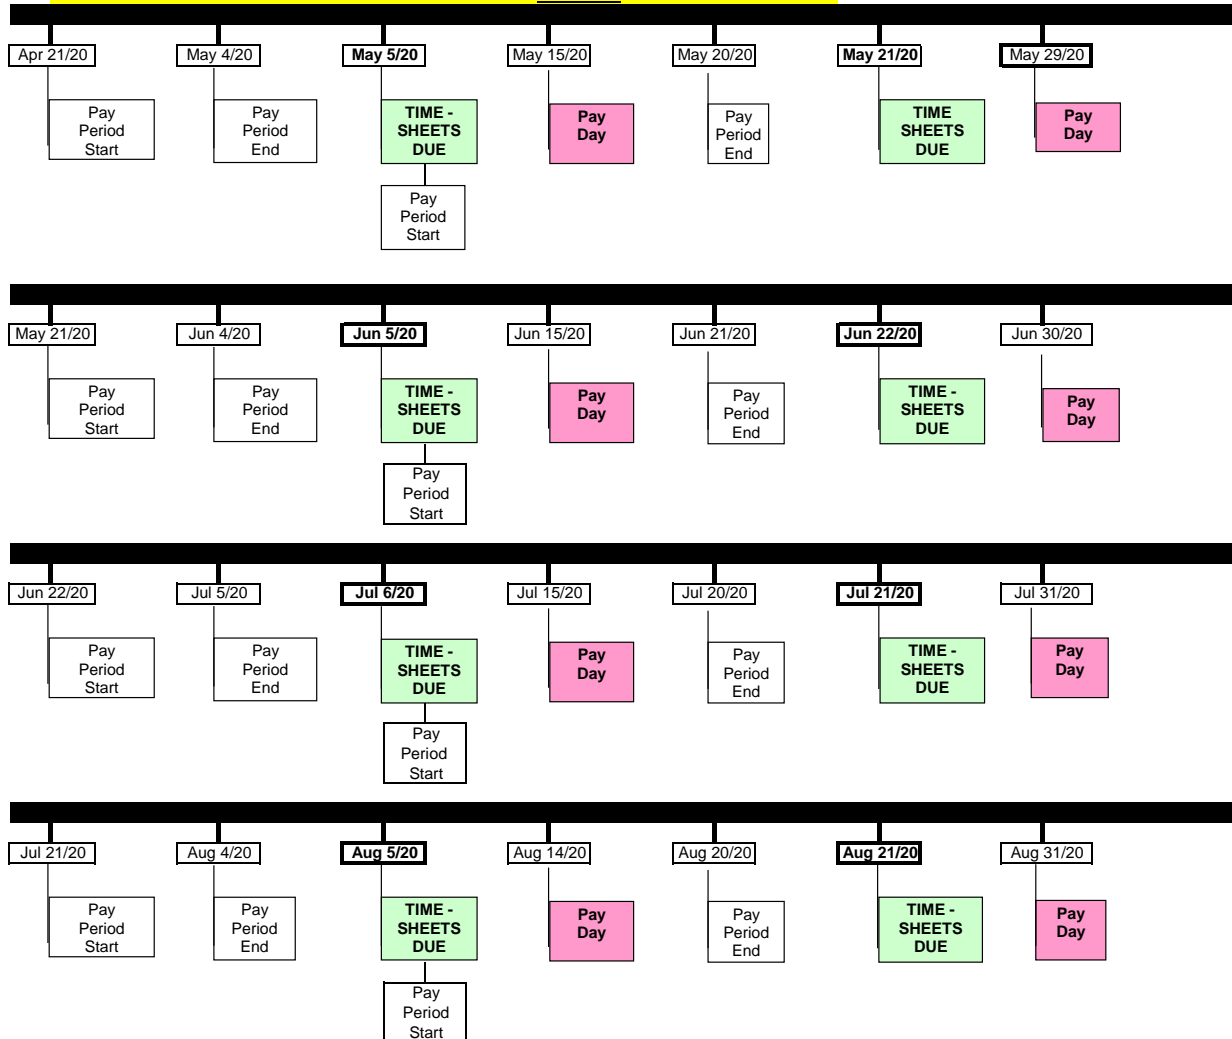 Apr 21/20
May 4/20
May 5/20
May 15/20
May 20/20
May 21/20
May 29/20
Pay
Period
Start
Pay
Period
End
TIME -
SHEETS
DUE
Pay
Day
Pay
Period
End
TIME
SHEETS
DUE
Pay
Day
Pay
Period
Start
May 21/20
Jun 4/20
Jun 5/20
Jun 15/20
Jun 21/20
Jun 22/20
Jun 30/20
Pay
Period
Start
Pay
Period
End
TIME -
SHEETS
DUE
Pay
Day
Pay
Period
End
TIME -
SHEETS
DUE
Pay
Day
Pay
Period
Start
Jun 22/20
Jul 5/20
Jul 6/20
Jul 15/20
Jul 20/20
Jul 21/20
Jul 31/20
Pay
Period
Start
Pay
Period
End
TIME -
SHEETS
DUE
Pay
Day
Pay
Period
End
TIME -
SHEETS
DUE
Pay
Day
Pay
Period
Start
Jul 21/20
Aug 4/20
Aug 5/20
Aug 14/20
Aug 20/20
Aug 21/20
Aug 31/20
Pay
Period
Start
Pay
Period
End
TIME -
SHEETS
DUE
Pay
Day
Pay
Period
End
TIME -
SHEETS
DUE
Pay
Day
Pay
Period
Start